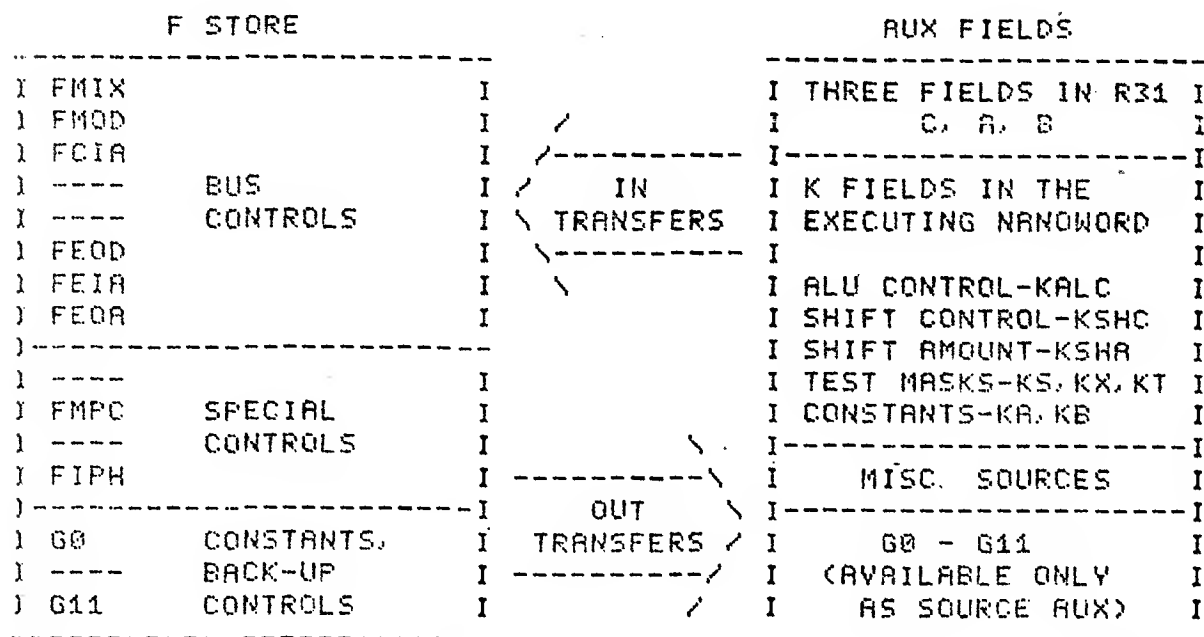 F STORE
FMIX
FMOD
FCIA
---- BUS
---- CONTROLS
FEOD
FEIA
FEOA
----
FMPC SPECIAL
---- CONTROLS
FIPH
G0 CONSTANTS,
---- BACK-UP
G11 CONTROLS
IN
TRANSFERS
OUT
TRANSFERS
AUX FIELDS
THREE FIELDS IN R31
C, A, B
K FIELDS IN THE
EXECUTING NANOWORD
ALU CONTROL-KALC
SHIFT CONTROL-KSHC
SHIFT AMOUNT-KSHA
TEST MASKS-KS, KX, KT
CONSTANTS-KA, KB
MISC. SOURCES
G0 - G11
(AVAILABLE ONLY
AS SOURCE AUX)